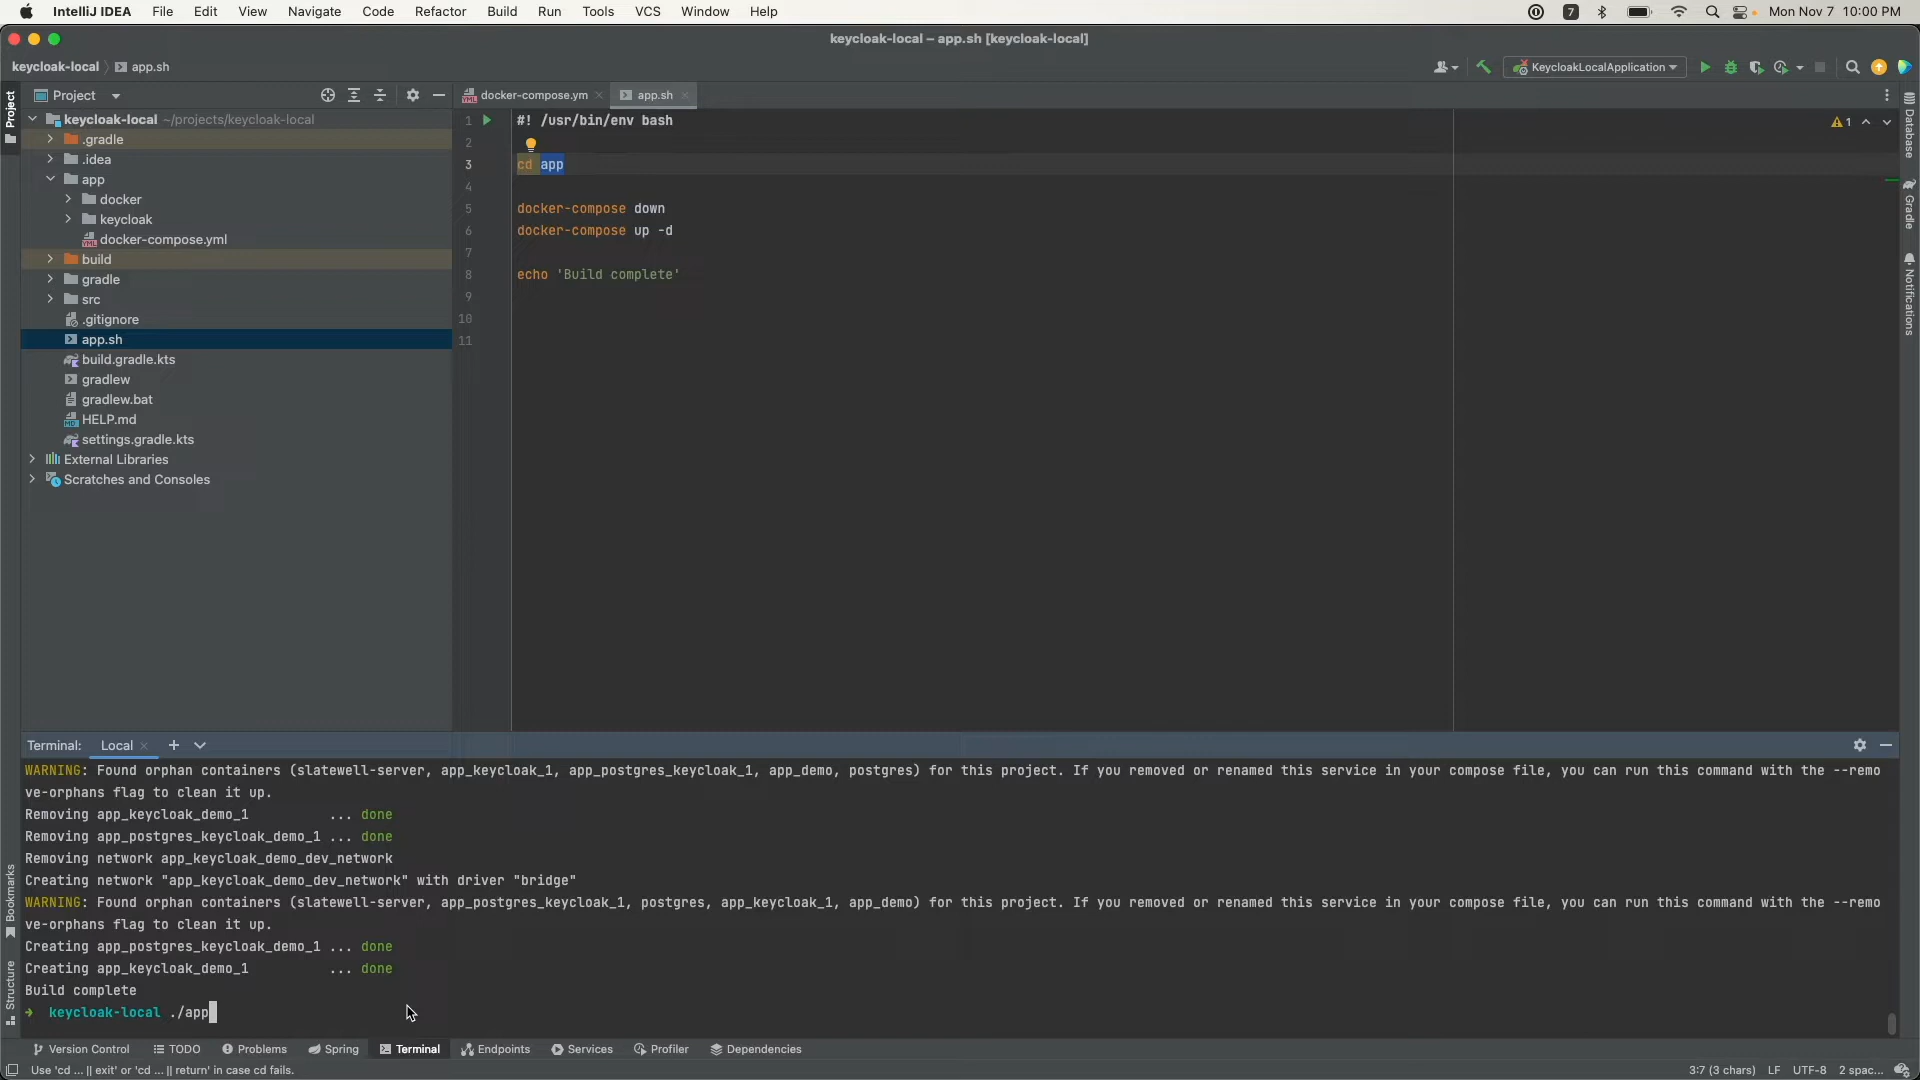 IntelliJ IDEA File Edit View Navigate Code Refactor Build Run Tools VCS Window Help 7 Mon Nov 7 10:00 PM
keycloak-local – app.sh [keycloak-local]
keycloak-local app.sh KeycloakLocalApplication
Project
docker-compose.ym app.sh
keycloak-local ~/projects/keycloak-local
.gradle
.idea
app
docker
keycloak
docker-compose.yml
build
gradle
src
.gitignore
app.sh
build.gradle.kts
gradlew
gradlew.bat
HELP.md
settings.gradle.kts
External Libraries
Scratches and Consoles
1 #! /usr/bin/env bash
2
3 cd app
4
5 docker-compose down
6 docker-compose up -d
7
8 echo 'Build complete'
9
10
11
1
Project
Bookmarks
Structure
Database
Gradle
Notifications
Terminal: Local
WARNING: Found orphan containers (slatewell-server, app_keycloak_1, app_postgres_keycloak_1, app_demo, postgres) for this project. If you removed or renamed this service in your compose file, you can run this command with the --remo
ve-orphans flag to clean it up.
Removing app_keycloak_demo_1 ... done
Removing app_postgres_keycloak_demo_1 ... done
Removing network app_keycloak_demo_dev_network
Creating network "app_keycloak_demo_dev_network" with driver "bridge"
WARNING: Found orphan containers (slatewell-server, app_postgres_keycloak_1, postgres, app_keycloak_1, app_demo) for this project. If you removed or renamed this service in your compose file, you can run this command with the --remo
ve-orphans flag to clean it up.
Creating app_postgres_keycloak_demo_1 ... done
Creating app_keycloak_demo_1 ... done
Build complete
→ keycloak-local ./app
Version Control TODO Problems Spring Terminal Endpoints Services Profiler Dependencies
Use 'cd ... || exit' or 'cd ... || return' in case cd fails. 3:7 (3 chars) LF UTF-8 2 spac...